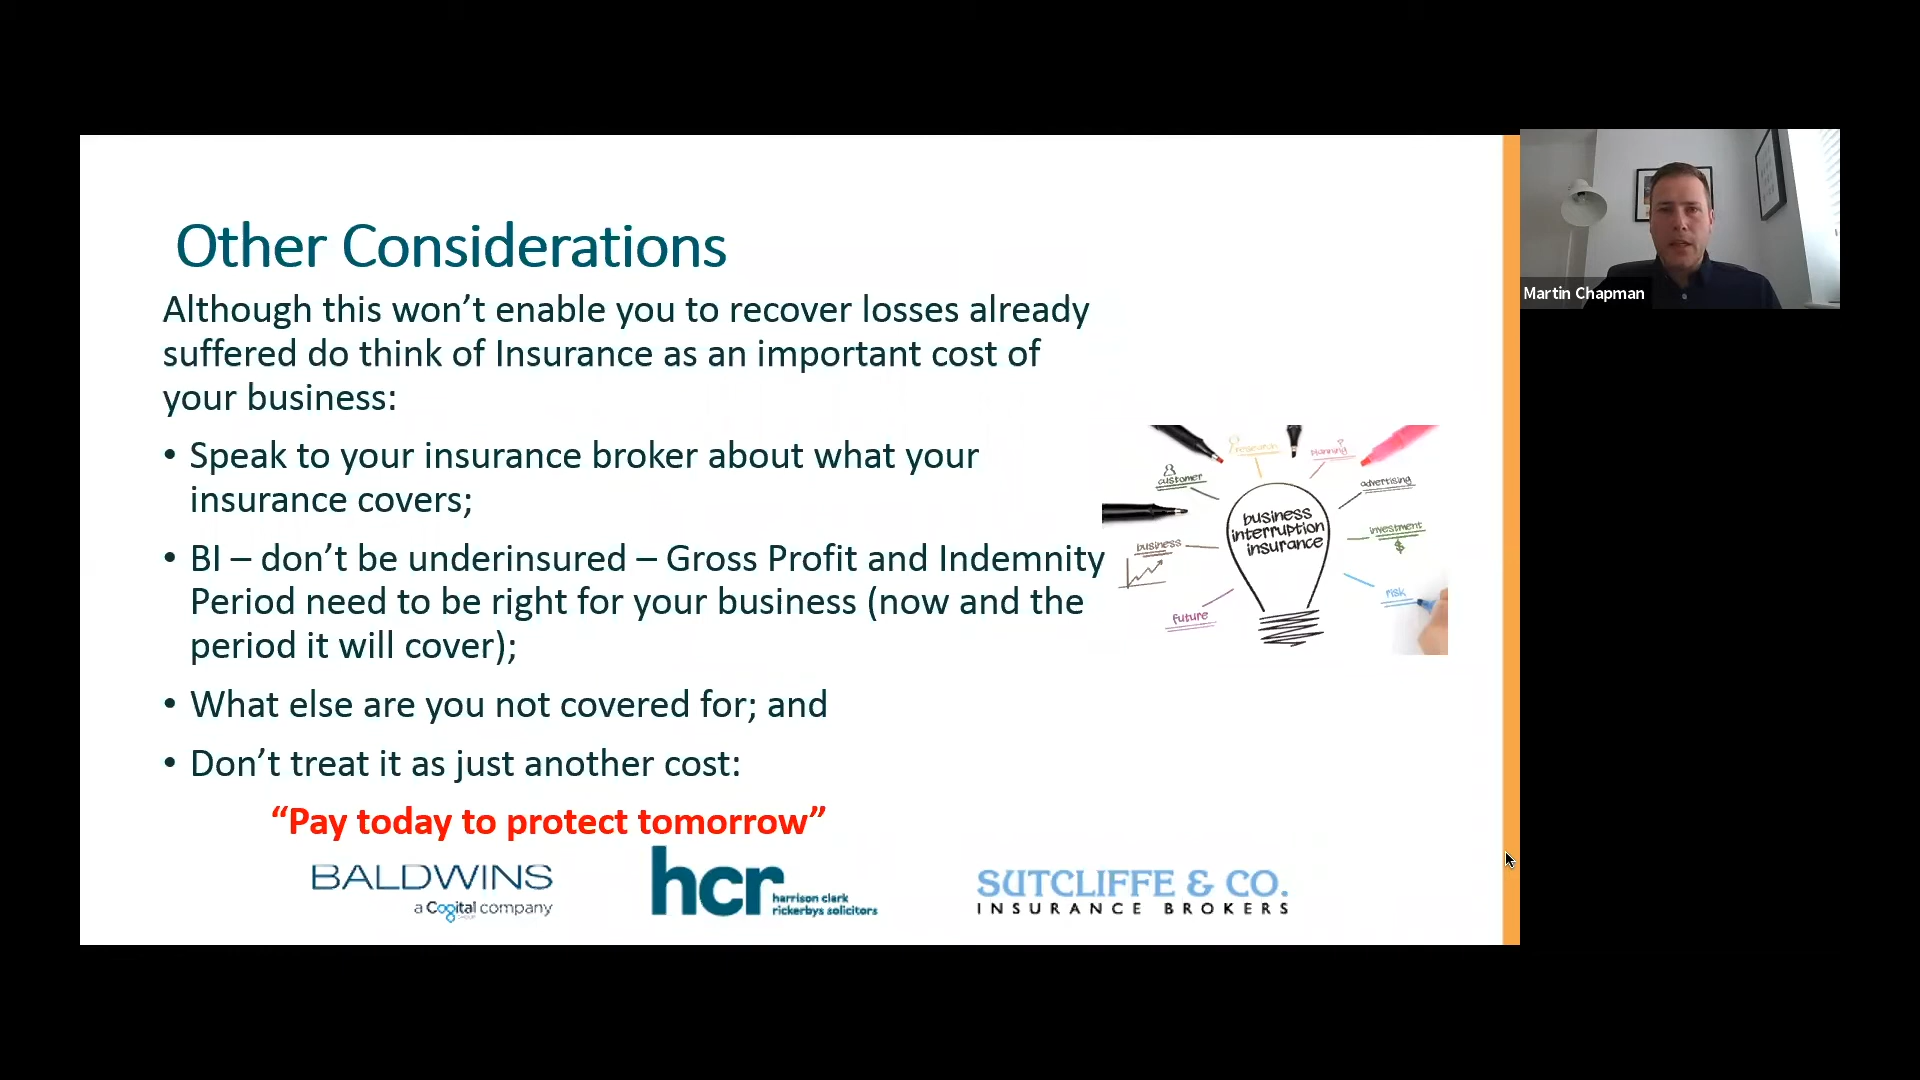 Other Considerations
Although this won’t enable you to recover losses already
suffered do think of Insurance as an important cost of
your business:
• Speak to your insurance broker about what your
insurance covers;
• BI – don’t be underinsured – Gross Profit and Indemnity
Period need to be right for your business (now and the
period it will cover);
• What else are you not covered for; and
• Don’t treat it as just another cost:
“Pay today to protect tomorrow”
research
planning
customer
advertising
business
interruption
insurance
investment
$
business
risk
future
BALDWINS
a Cogital company
hcr
harrison clark
rickerbys solicitors
SUTCLIFFE & CO.
INSURANCE BROKERS
Martin Chapman